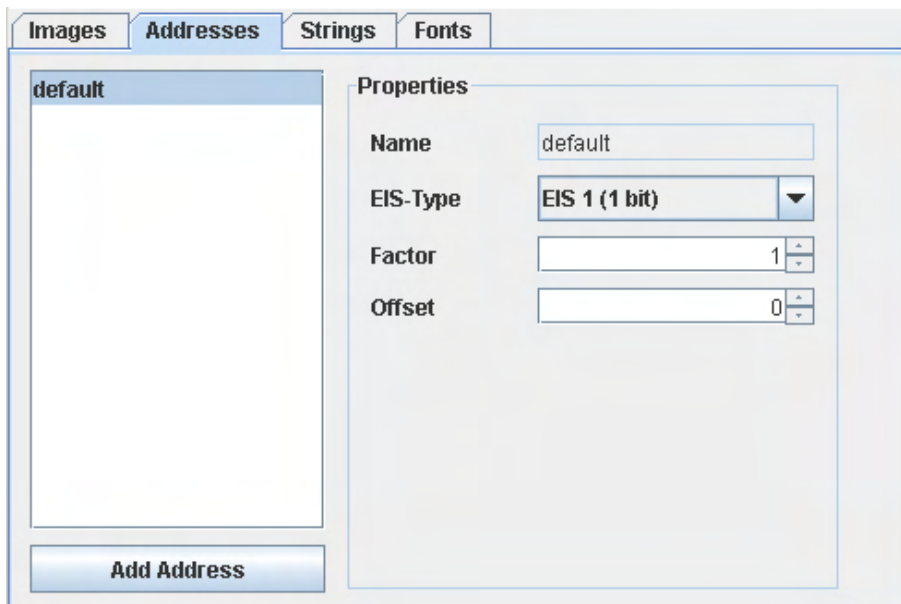 Images Addresses Strings Fonts
default
Properties
Name default
EIS-Type EIS 1 (1 bit)
Factor 1
Offset 0
Add Address